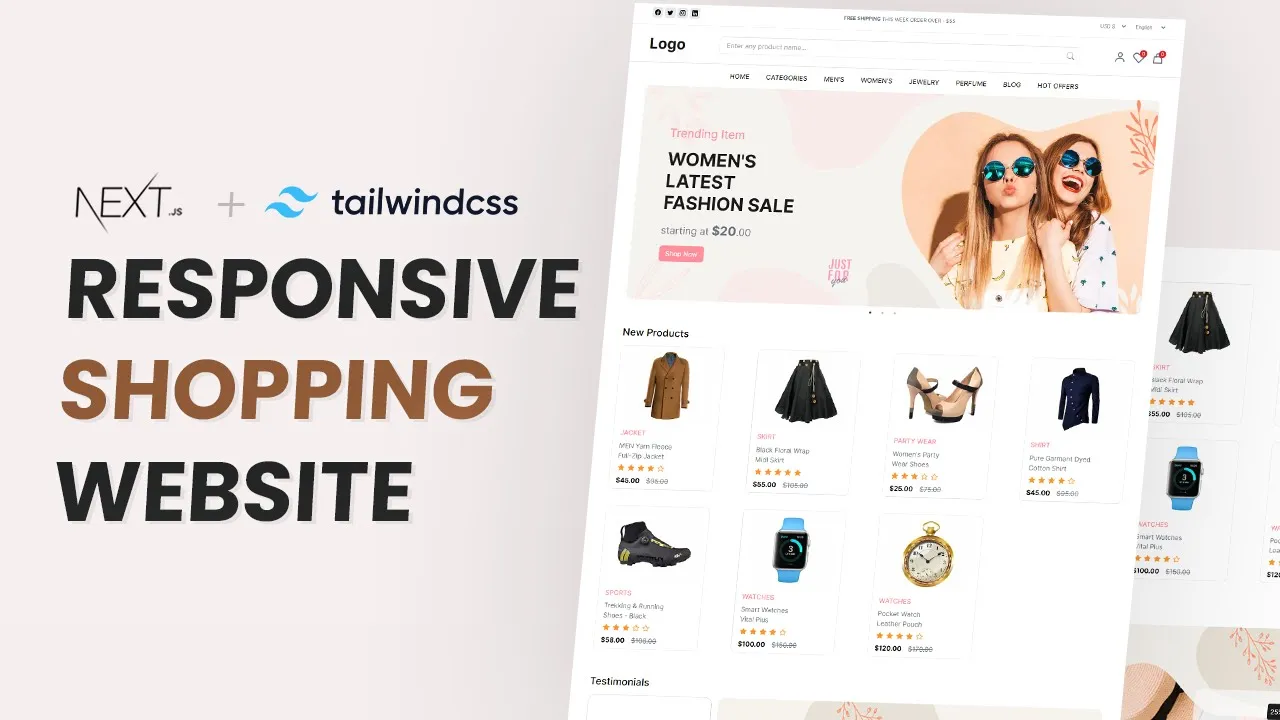 NEXT.JS + tailwindcss
RESPONSIVE
SHOPPING
WEBSITE
FREE SHIPPING THIS WEEK ORDER OVER - $55
USD $
English
Logo
Enter any product name...
0
0
HOME CATEGORIES MEN'S WOMEN'S JEWELRY PERFUME BLOG HOT OFFERS
Trending Item
WOMEN'S
LATEST
FASHION SALE
starting at $20.00
Shop Now
JUST
FOR
you
New Products
JACKET
MEN Yarn Fleece
Full-Zip Jacket
$45.00 $95.00
SKIRT
Black Floral Wrap
Midi Skirt
$55.00 $105.00
PARTY WEAR
Women's Party
Wear Shoes
$25.00 $75.00
SHIRT
Pure Garment Dyed
Cotton Shirt
$45.00 $95.00
SPORTS
Trekking & Running
Shoes - Black
$58.00 $108.00
WATCHES
Smart Watches
Vital Plus
$100.00 $150.00
WATCHES
Pocket Watch
Leather Pouch
$120.00 $170.00
Testimonials
SKIRT
Black Floral Wrap
Midi Skirt
$55.00 $105.00
WATCHES
Smart Watches
Vital Plus
$100.00 $150.00